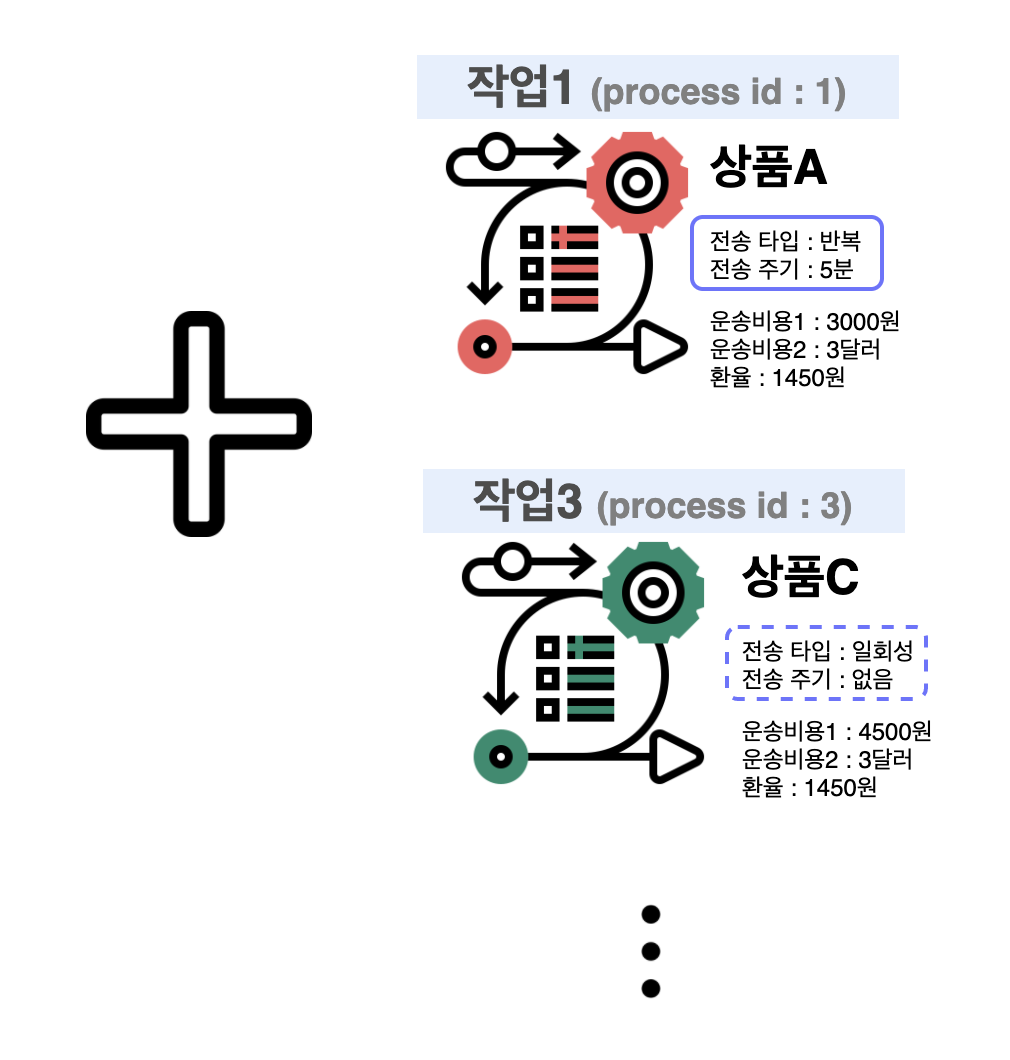 작업1 (process id : 1)
상품A
전송 타입 : 반복
전송 주기 : 5분
운송비용1 : 3000원
운송비용2 : 3달러
환율 : 1450원
작업3 (process id : 3)
상품C
전송 타입 : 일회성
전송 주기 : 없음
운송비용1 : 4500원
운송비용2 : 3달러
환율 : 1450원